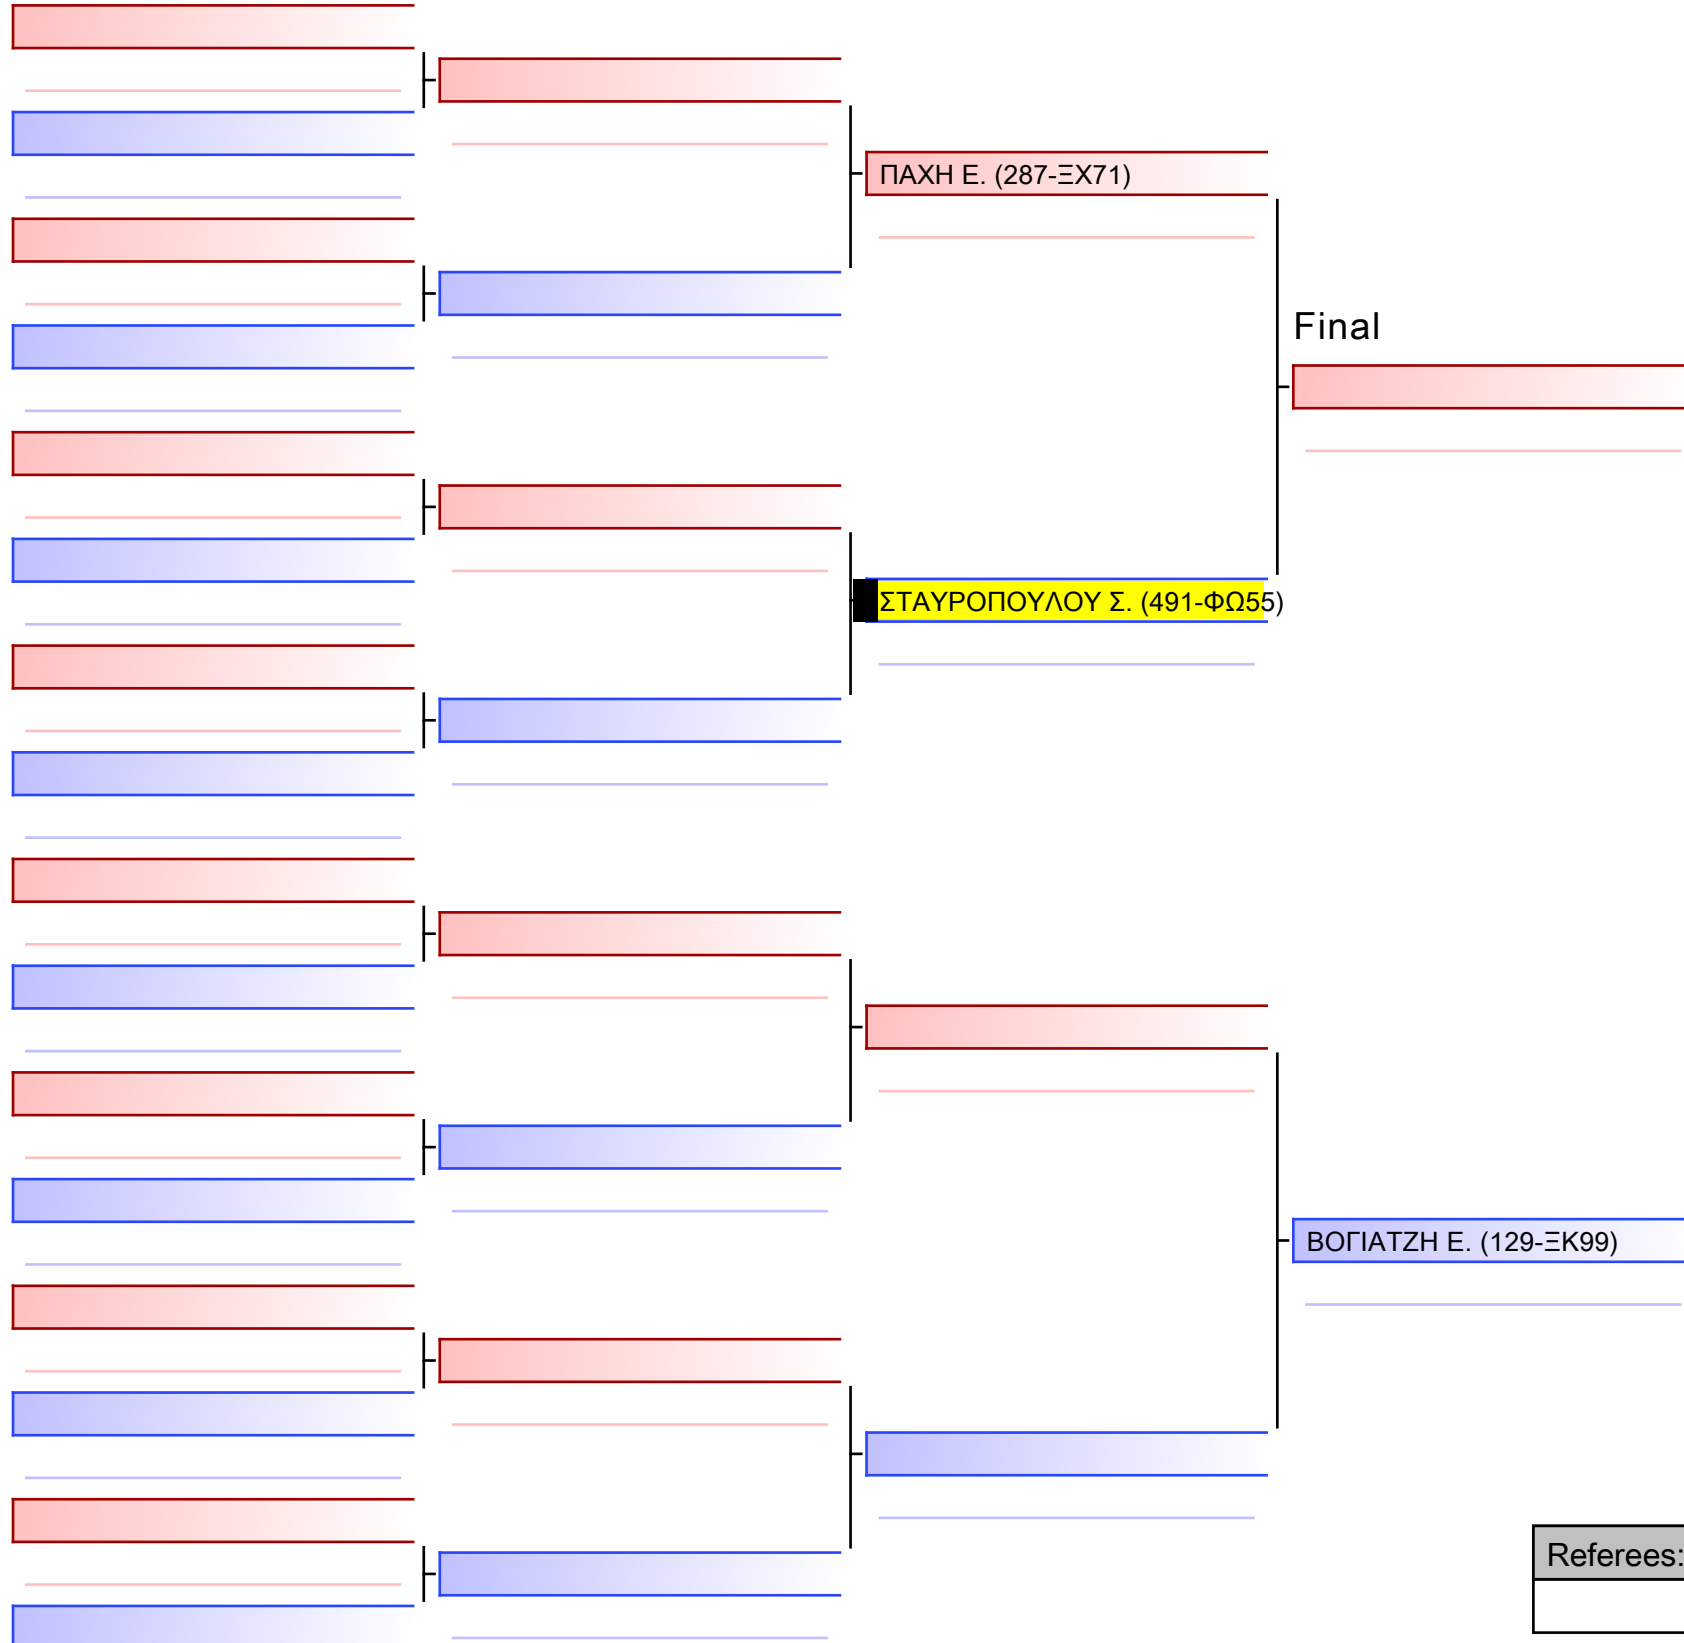 ΠΑΧΗ Ε. (287-ΞΧ71)
Final
ΣΤΑΥΡΟΠΟΥΛΟΥ Σ. (491-ΦΩ55)
ΒΟΓΙΑΤΖΗ Ε. (129-ΞΚ99)
Referees: